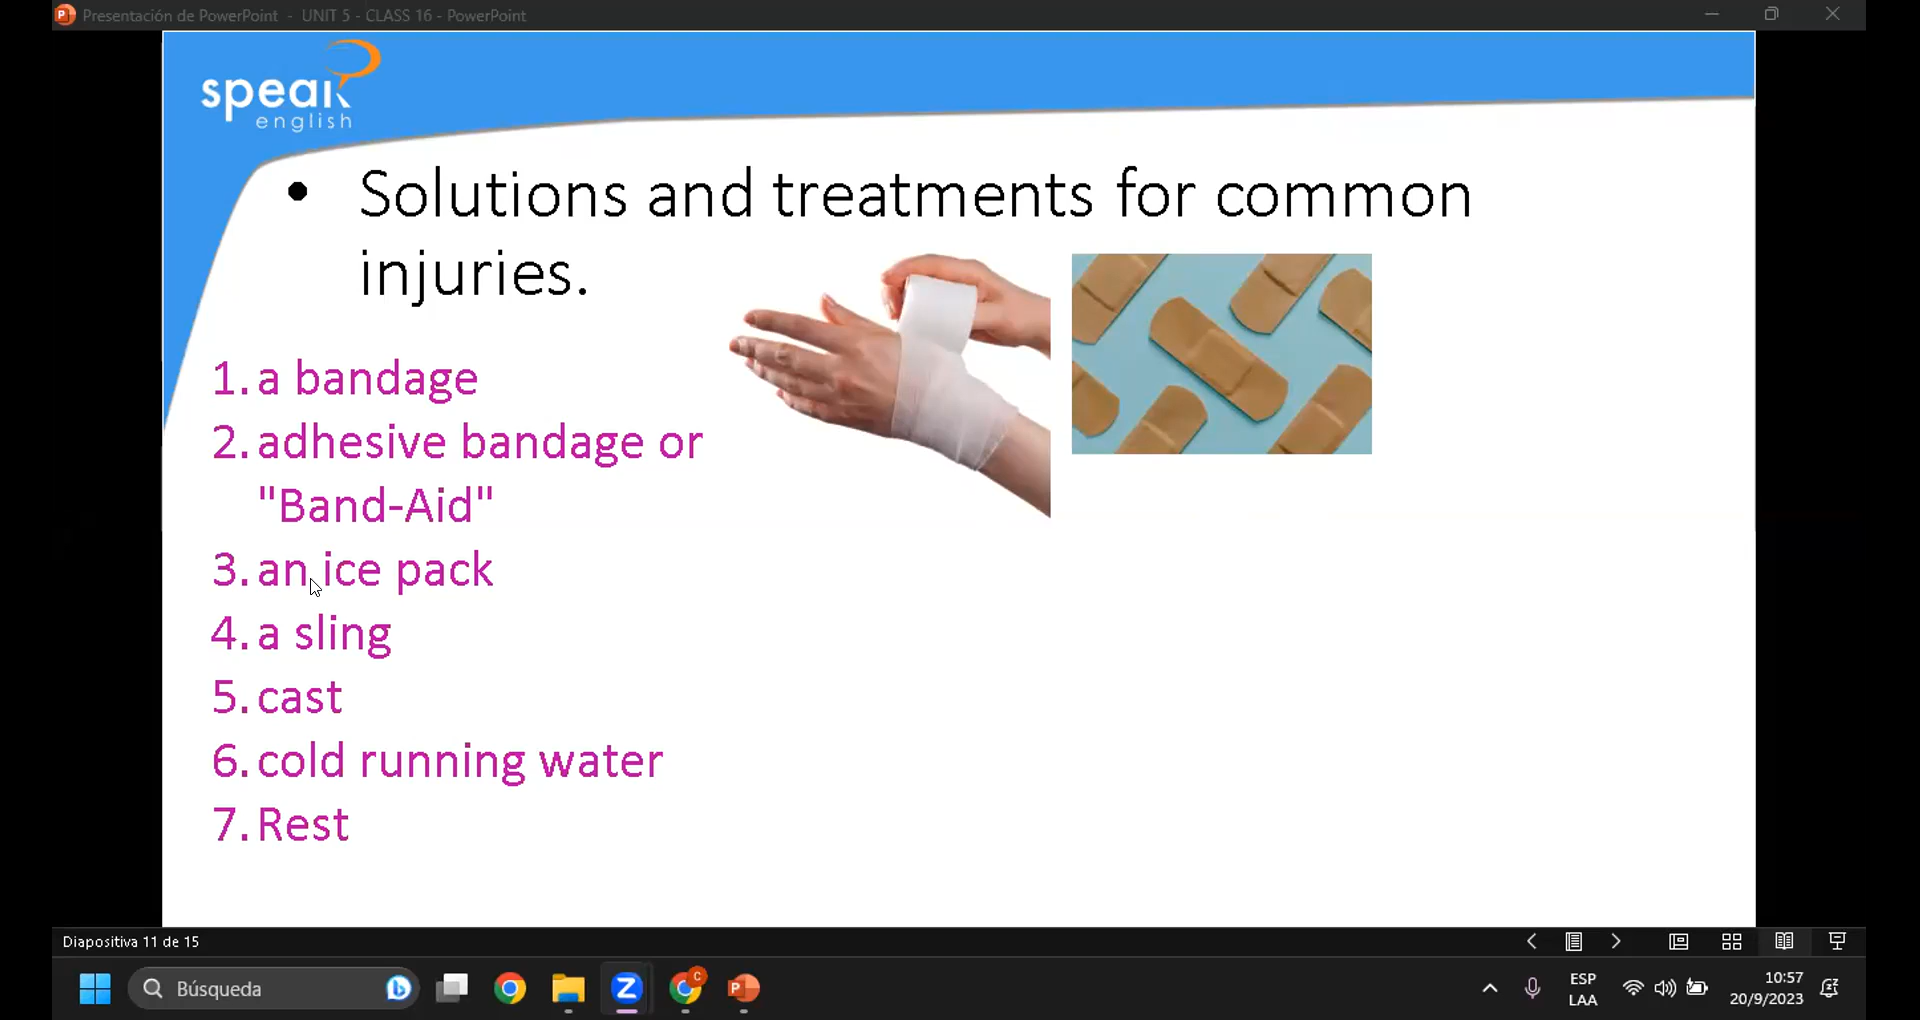 Presentación de PowerPoint - UNIT 5 - CLASS 16 - PowerPoint
speak
english
• Solutions and treatments for common
injuries.
1. a bandage
2. adhesive bandage or
"Band-Aid"
3. an ice pack
4. a sling
5. cast
6. cold running water
7. Rest
Diapositiva 11 de 15
Búsqueda
ESP
LAA
10:57
20/9/2023